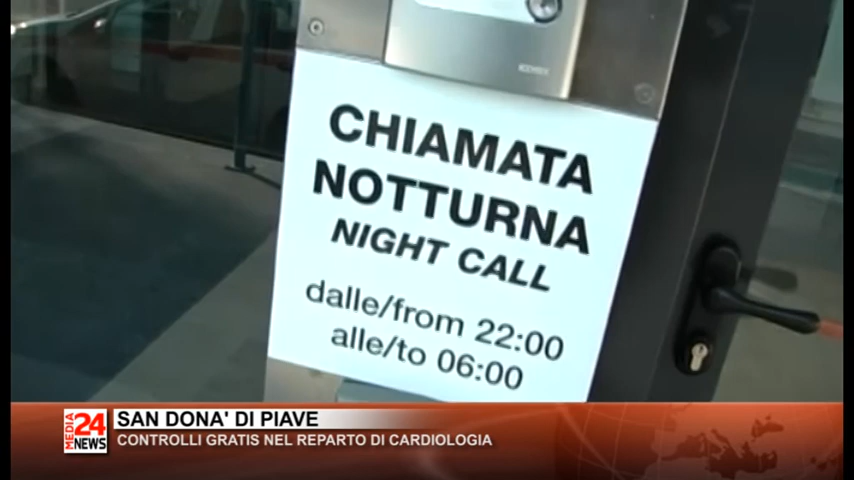 CHIAMATA
NOTTURNA
NIGHT CALL
dalle/from 22:00
alle/to 06:00
MEDIA 24 NEWS
SAN DONA' DI PIAVE
CONTROLLI GRATIS NEL REPARTO DI CARDIOLOGIA